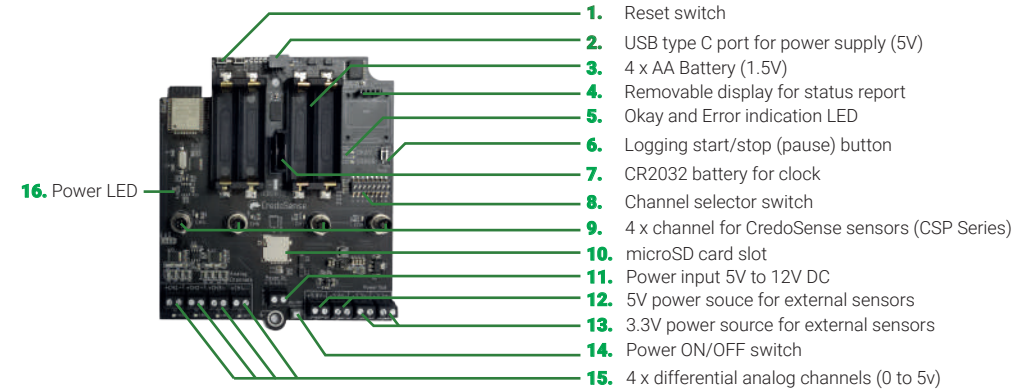 1. Reset switch
2. USB type C port for power supply (5V)
3. 4 x AA Battery (1.5V)
4. Removable display for status report
5. Okay and Error indication LED
6. Logging start/stop (pause) button
7. CR2032 battery for clock
8. Channel selector switch
9. 4 x channel for CredoSense sensors (CSP Series)
10. microSD card slot
11. Power input 5V to 12V DC
12. 5V power souce for external sensors
13. 3.3V power source for external sensors
14. Power ON/OFF switch
15. 4 x differential analog channels (0 to 5v)
16. Power LED
CredoSense
Analog